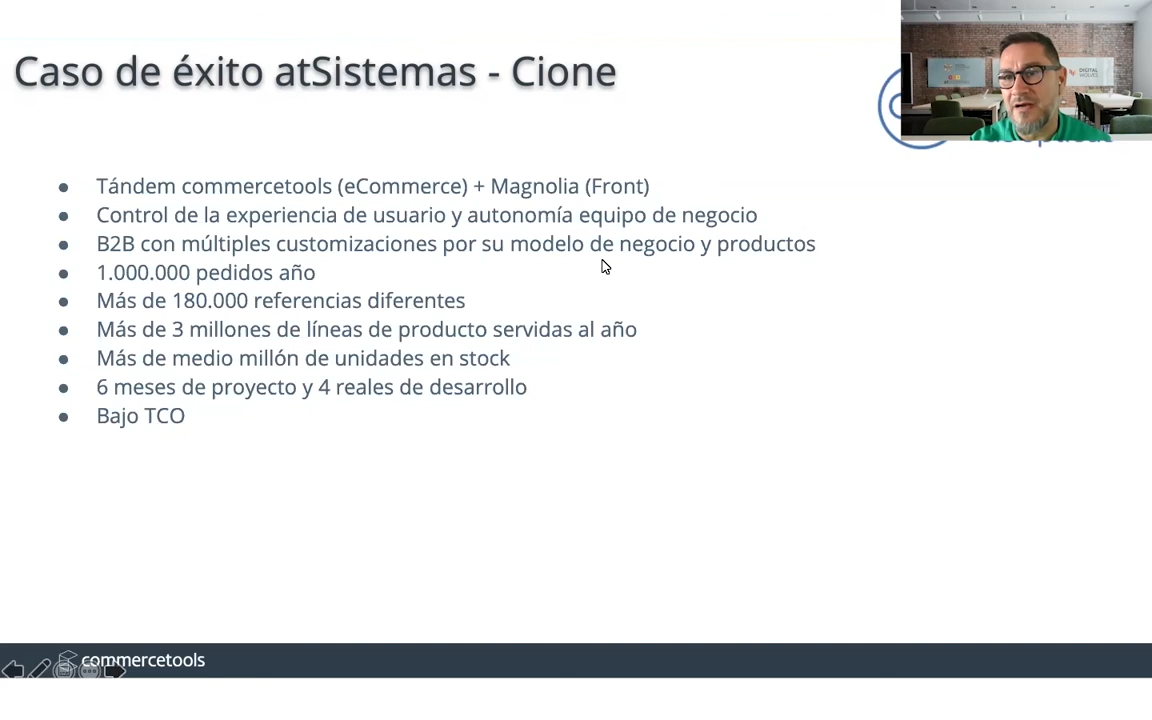 Caso de éxito atSistemas - Cione
Tándem commercetools (eCommerce) + Magnolia (Front)
Control de la experiencia de usuario y autonomía equipo de negocio
B2B con múltiples customizaciones por su modelo de negocio y productos
1.000.000 pedidos año
Más de 180.000 referencias diferentes
Más de 3 millones de líneas de producto servidas al año
Más de medio millón de unidades en stock
6 meses de proyecto y 4 reales de desarrollo
Bajo TCO
DIGITAL
WOLVES
commercetools